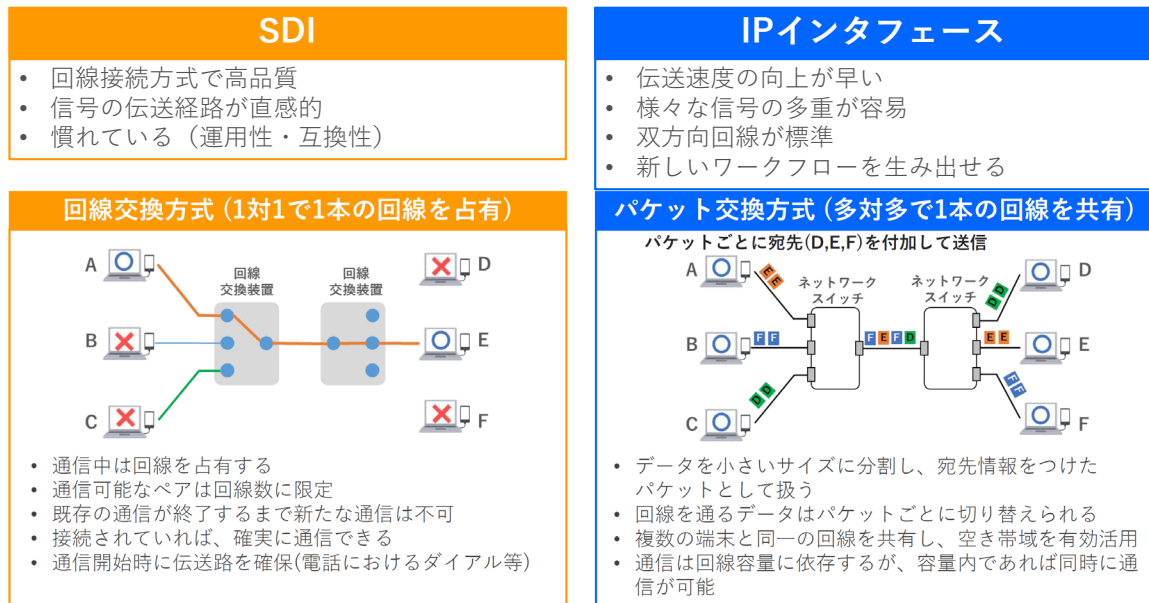 SDI
• 回線接続方式で高品質
• 信号の伝送経路が直感的
• 慣れている（運用性・互換性）
回線交換方式 (1対1で1本の回線を占有)
A
B
C
回線
交換装置
回線
交換装置
D
E
F
• 通信中は回線を占有する
• 通信可能なペアは回線数に限定
• 既存の通信が終了するまで新たな通信は不可
• 接続されていれば、確実に通信できる
• 通信開始時に伝送路を確保(電話におけるダイアル等)
IPインタフェース
• 伝送速度の向上が早い
• 様々な信号の多重が容易
• 双方向回線が標準
• 新しいワークフローを生み出せる
パケット交換方式 (多対多で1本の回線を共有)
パケットごとに宛先(D,E,F)を付加して送信
A
E E
B
F F
C
D D
ネットワーク
スイッチ
F E F D
ネットワーク
スイッチ
D D
D
E E
E
F F
F
• データを小さいサイズに分割し、宛先情報をつけた
パケットとして扱う
• 回線を通るデータはパケットごとに切り替えられる
• 複数の端末と同一の回線を共有し、空き帯域を有効活用
• 通信は回線容量に依存するが、容量内であれば同時に通
信が可能